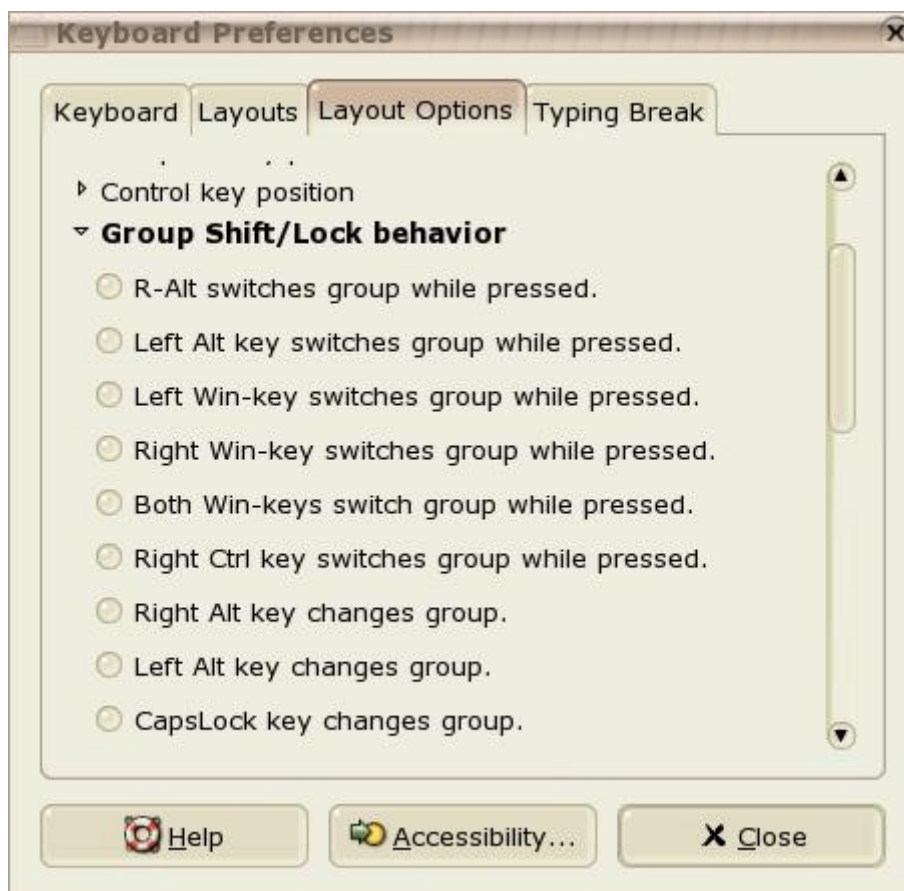 Keyboard Preferences
Keyboard Layouts Layout Options Typing Break
Control key position
Group Shift/Lock behavior
R-Alt switches group while pressed.
Left Alt key switches group while pressed.
Left Win-key switches group while pressed.
Right Win-key switches group while pressed.
Both Win-keys switch group while pressed.
Right Ctrl key switches group while pressed.
Right Alt key changes group.
Left Alt key changes group.
CapsLock key changes group.
Help Accessibility... Close